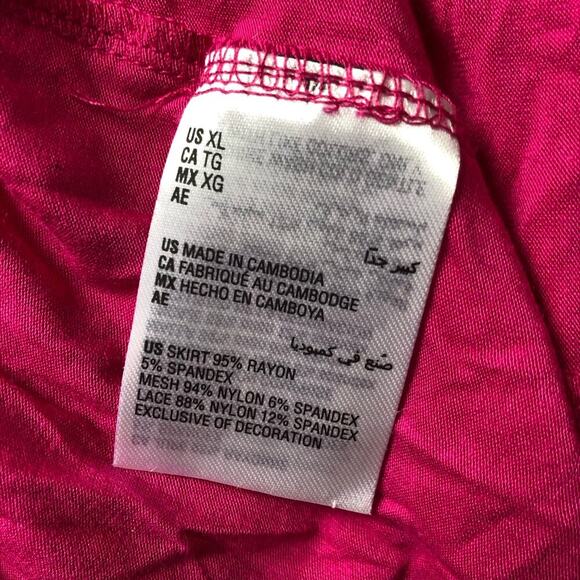 US XL
CA TG
MX XG
AE كبير جدًا
US MADE IN CAMBODIA
CA FABRIQUÉ AU CAMBODGE
MX HECHO EN CAMBOYA
AE صنع في كمبوديا
US SKIRT 95% RAYON
5% SPANDEX
MESH 94% NYLON 6% SPANDEX
LACE 88% NYLON 12% SPANDEX
EXCLUSIVE OF DECORATION